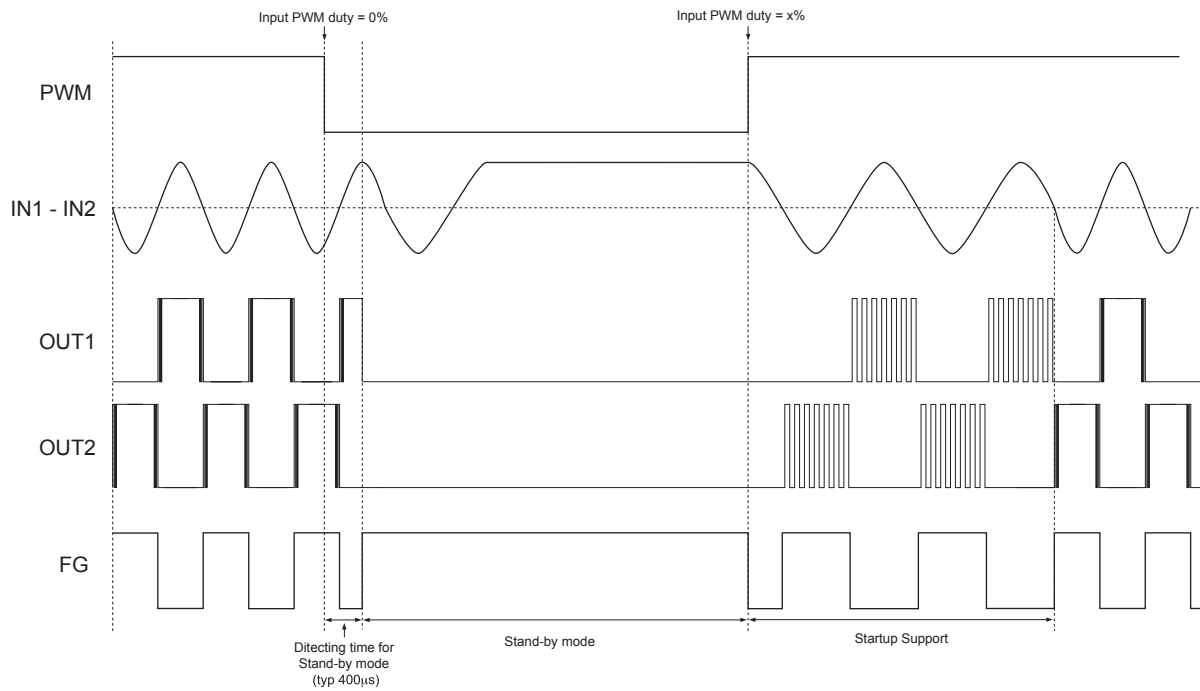 Input PWM duty = 0%
Input PWM duty = x%
PWM
IN1 - IN2
OUT1
OUT2
FG
Ditecting time for
Stand-by mode
(typ 400µs)
Stand-by mode
Startup Support